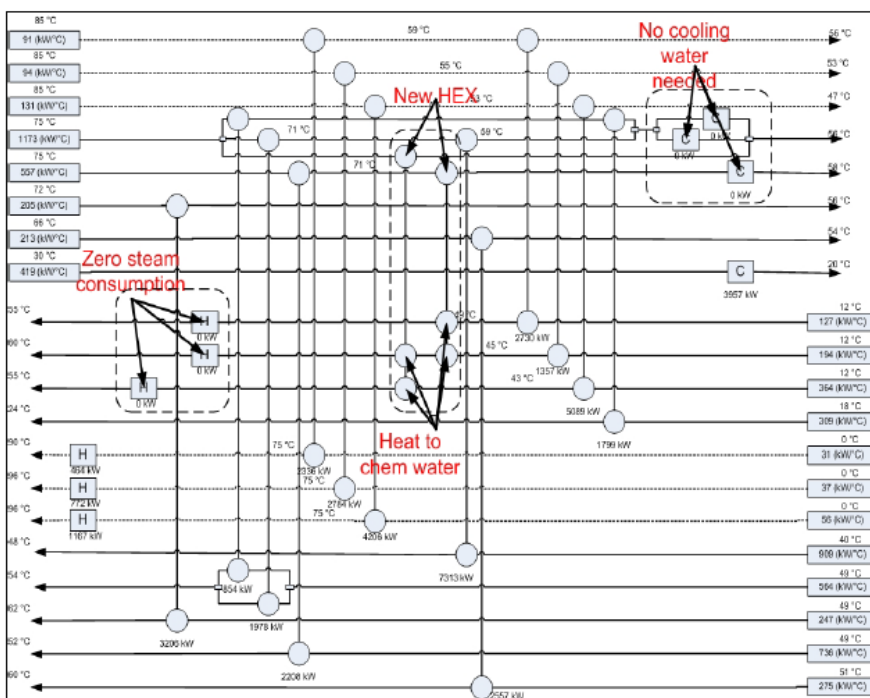 85 °C
91 (kW/°C)
59 °C
56 °C
No cooling
water
needed
85 °C
94 (kW/°C)
55 °C
53 °C
85 °C
131 (kW/°C)
New HEX
47 °C
75 °C
1173 (kW/°C)
71 °C
59 °C
C
C
0 kW
0 kW
75 °C
557 (kW/°C)
71 °C
C
0 kW
58 °C
72 °C
205 (kW/°C)
56 °C
66 °C
213 (kW/°C)
54 °C
30 °C
419 (kW/°C)
Zero steam
consumption
C
3957 kW
20 °C
55 °C
H
0 kW
2730 kW
12 °C
127 (kW/°C)
H
0 kW
45 °C
1357 kW
12 °C
194 (kW/°C)
55 °C
H
0 kW
43 °C
5089 kW
12 °C
364 (kW/°C)
24 °C
1799 kW
18 °C
309 (kW/°C)
Heat to
chem water
H
464 kW
75 °C
2336 kW
0 °C
31 (kW/°C)
H
772 kW
75 °C
2784 kW
0 °C
37 (kW/°C)
H
1167 kW
75 °C
4206 kW
0 °C
56 (kW/°C)
48 °C
7313 kW
40 °C
909 (kW/°C)
54 °C
854 kW
1978 kW
49 °C
564 (kW/°C)
62 °C
3206 kW
49 °C
247 (kW/°C)
52 °C
2208 kW
49 °C
736 (kW/°C)
60 °C
2557 kW
51 °C
275 (kW/°C)